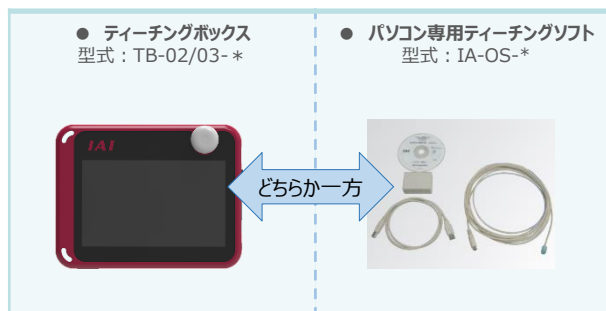 ● ティーチングボックス
型式：TB-02/03-＊
● パソコン専用ティーチングソフト
型式：IA-OS-*
IAI
どちらか一方